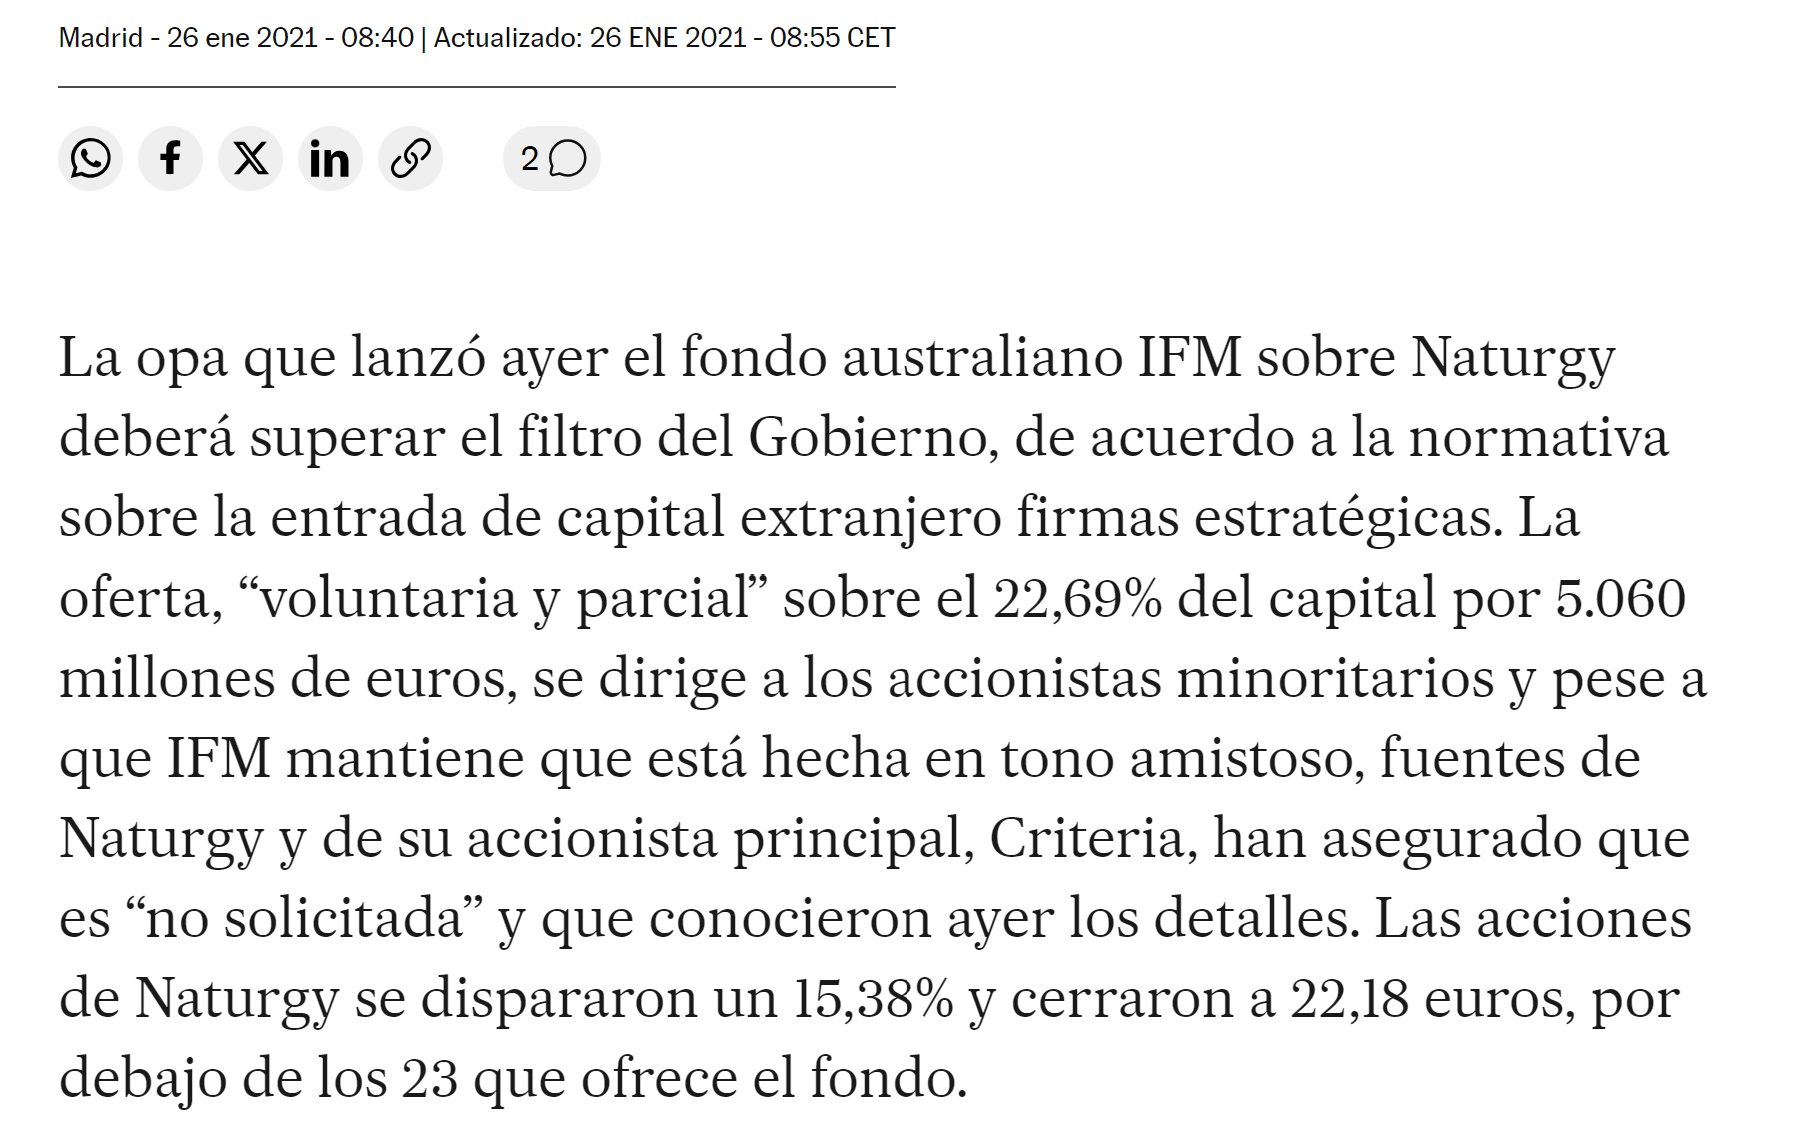 Madrid - 26 ene 2021 - 08:40 | Actualizado: 26 ENE 2021 - 08:55 CET
2
La opa que lanzó ayer el fondo australiano IFM sobre Naturgy
deberá superar el filtro del Gobierno, de acuerdo a la normativa
sobre la entrada de capital extranjero firmas estratégicas. La
oferta, “voluntaria y parcial” sobre el 22,69% del capital por 5.060
millones de euros, se dirige a los accionistas minoritarios y pese a
que IFM mantiene que está hecha en tono amistoso, fuentes de
Naturgy y de su accionista principal, Criteria, han asegurado que
es “no solicitada” y que conocieron ayer los detalles. Las acciones
de Naturgy se dispararon un 15,38% y cerraron a 22,18 euros, por
debajo de los 23 que ofrece el fondo.